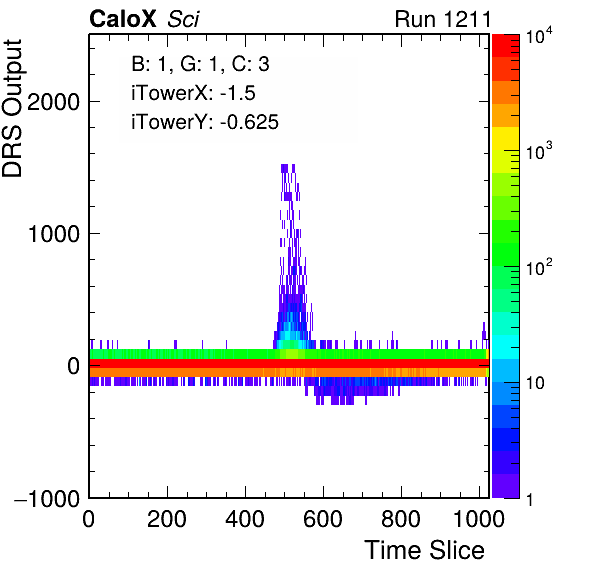 CaloX Sci Run 1211
B: 1, G: 1, C: 3
iTowerX: -1.5
iTowerY: -0.625
DRS Output
2000
1000
0
−1000
0 200 400 600 800 1000
Time Slice
10^4
10^3
10^2
10
1